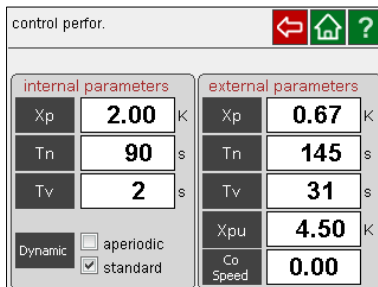 control perfor.
?
internal parameters
Xp 2.00 K
Tn 90 s
Tv 2 s
Dynamic
aperiodic
standard
external parameters
Xp 0.67 K
Tn 145 s
Tv 31 s
Xpu 4.50 K
Co
Speed
0.00